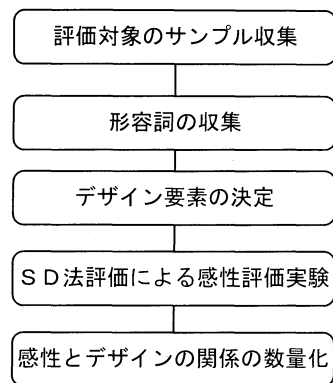 評価対象のサンプル収集
形容詞の収集
デザイン要素の決定
ＳＤ法評価による感性評価実験
感性とデザインの関係の数量化